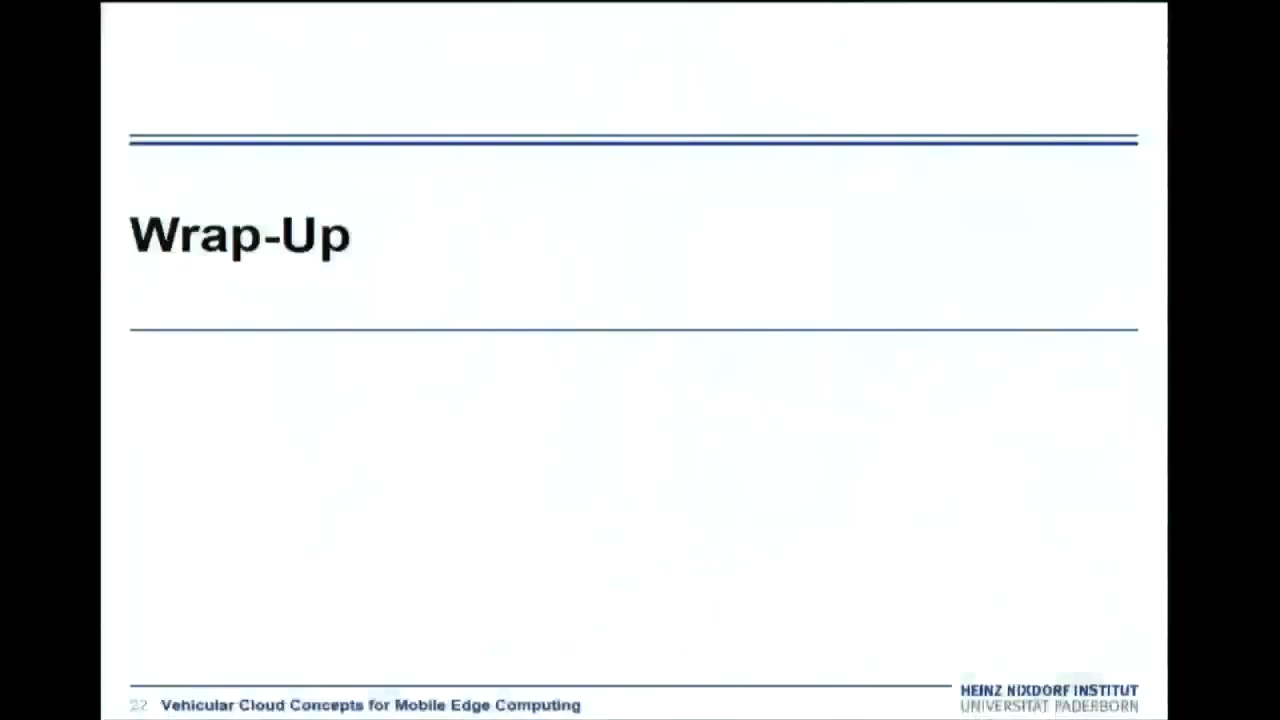 Wrap-Up
22 Vehicular Cloud Concepts for Mobile Edge Computing
HEINZ NIXDORF INSTITUT
UNIVERSITÄT PADERBORN